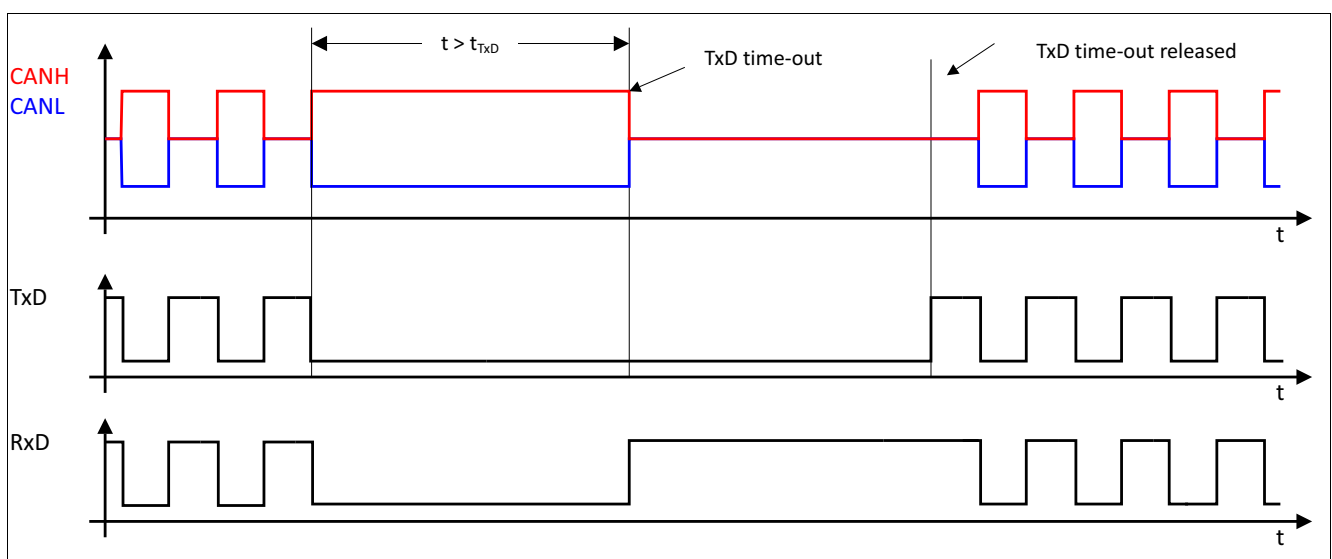 t > tTxD
TxD time-out
TxD time-out released
CANH
CANL
t
TxD
t
RxD
t